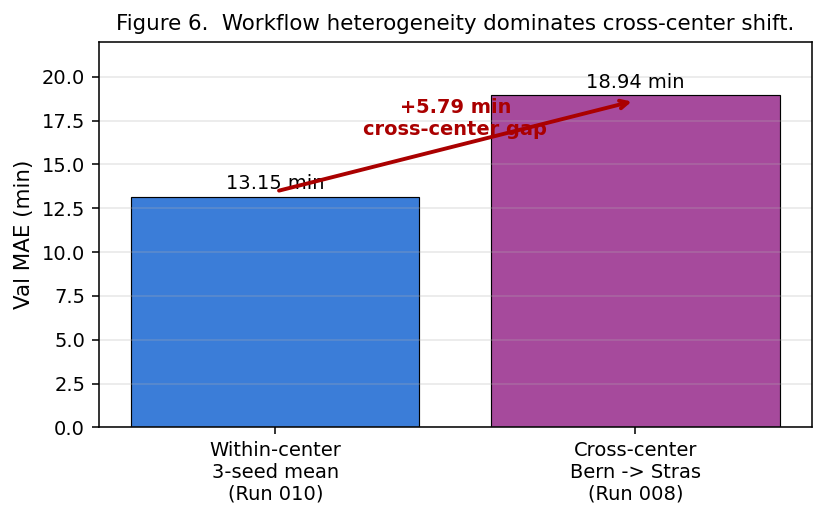 Figure 6.  Workflow heterogeneity dominates cross-center shift.
Val MAE (min)
20.0
17.5
15.0
12.5
10.0
7.5
5.0
2.5
0.0
13.15 min
+5.79 min
cross-center gap
18.94 min
Within-center
3-seed mean
(Run 010)
Cross-center
Bern -> Stras
(Run 008)